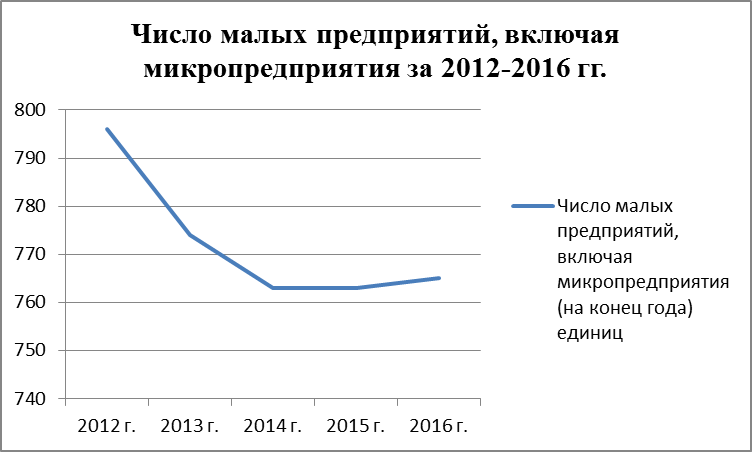 Число малых предприятий, включая
микропредприятия за 2012-2016 гг.
800
790
780
770
760
750
740
2012 г.
2013 г.
2014 г.
2015 г.
2016 г.
Число малых
предприятий,
включая
микропредприятия
(на конец года)
единиц